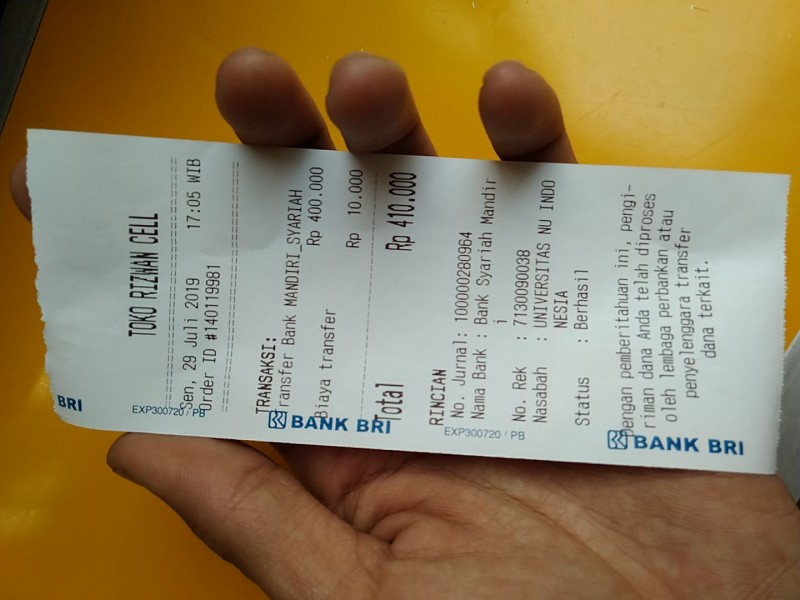 TOKO RIZWAN CELL
Sen, 29 Juli 2019 17:05 WIB
Order ID #140119981
TRANSAKSI:
Transfer Bank MANDIRI_SYARIAH
Rp 400.000
Biaya transfer Rp 10.000
Total Rp 410.000
RINCIAN
No. Jurnal: 100000280964
Nama Bank : Bank Syariah Mandir
i
No. Rek : 7130090038
Nasabah : UNIVERSITAS NU INDO
NESIA
Status : Berhasil
Dengan pemberitahuan ini, pengi-
riman dana Anda telah diproses
oleh lembaga perbankan atau
penyelenggara transfer
dana terkait.
BRI
EXP300720 / PB
BANK BRI
EXP300720 / PB
BANK BRI